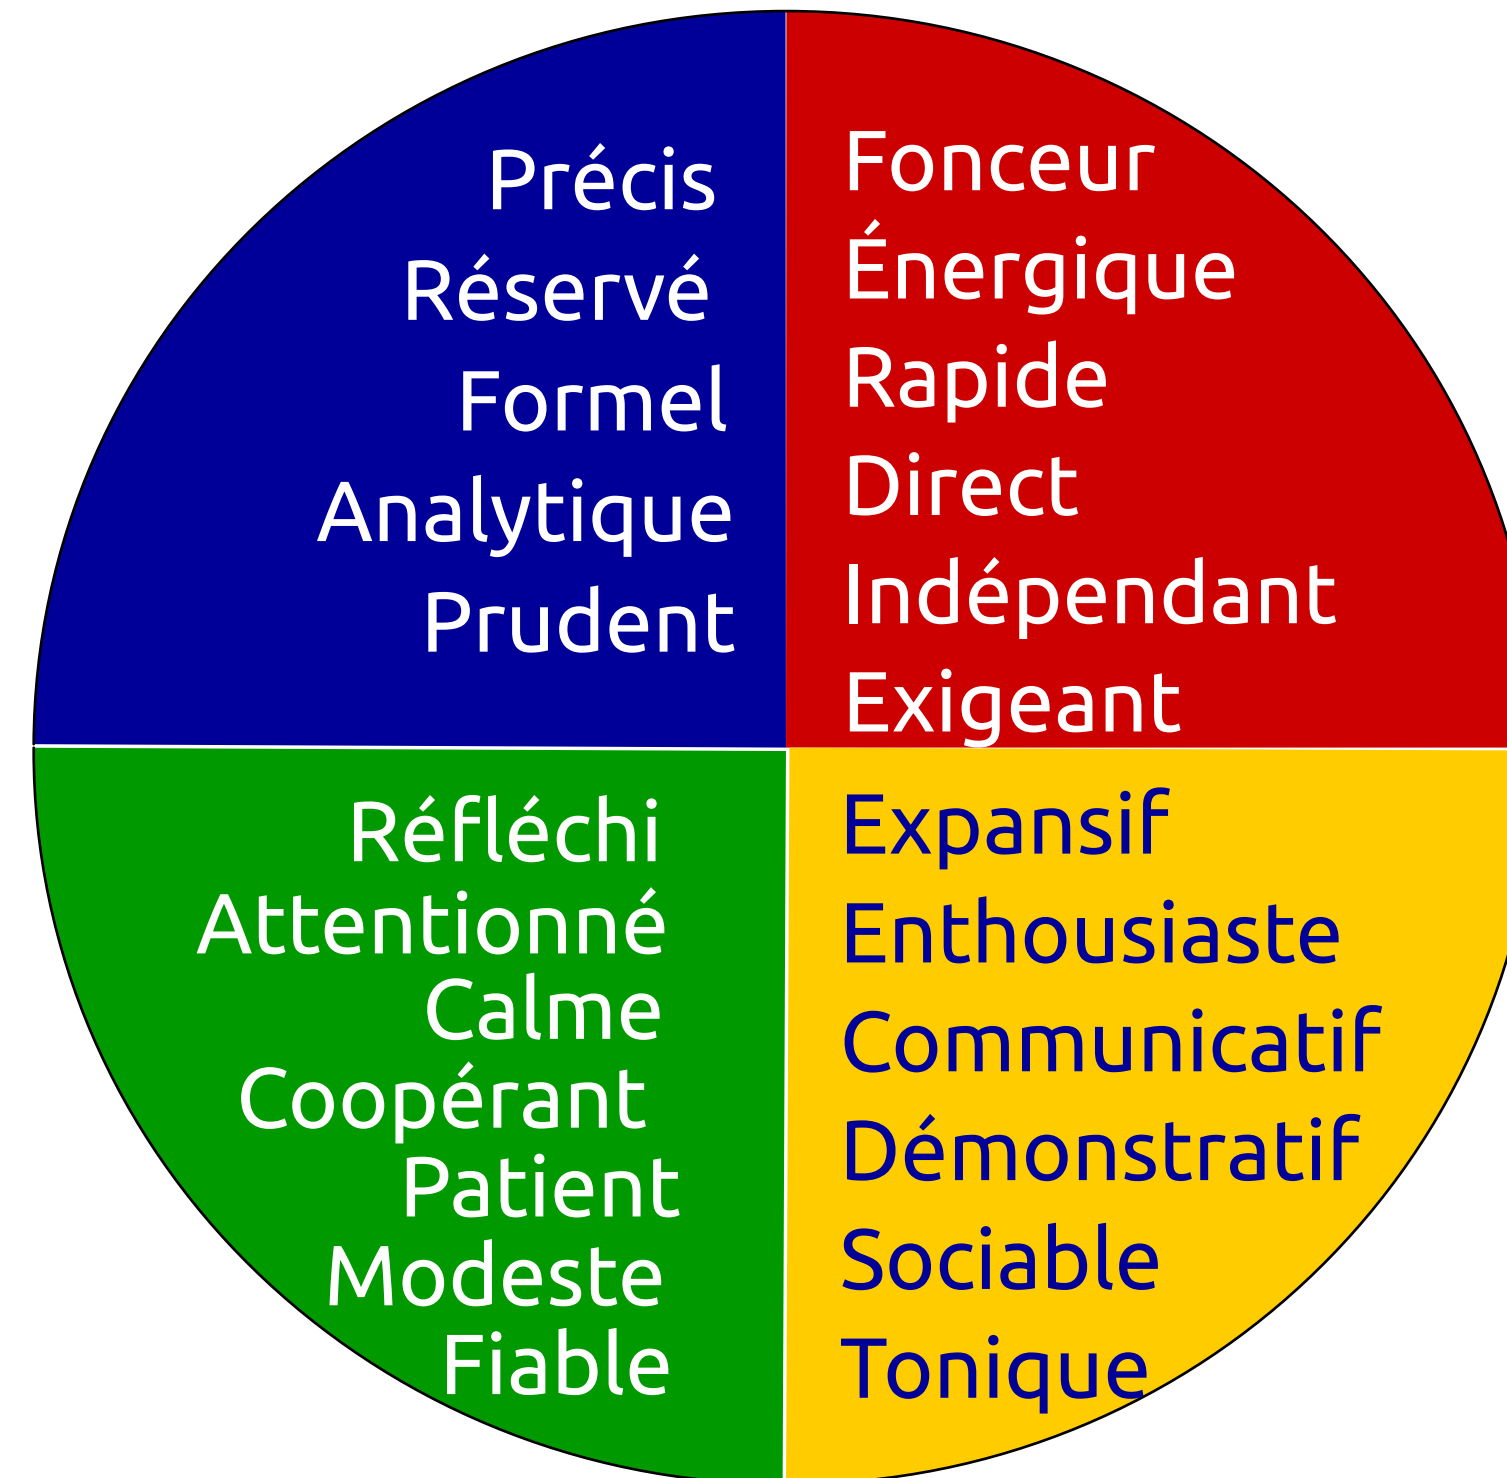 Précis
Réservé
Formel
Analytique
Prudent
Fonceur
Énergique
Rapide
Direct
Indépendant
Exigeant
Réfléchi
Attentionné
Calme
Coopérant
Patient
Modeste
Fiable
Expansif
Enthousiaste
Communicatif
Démonstratif
Sociable
Tonique